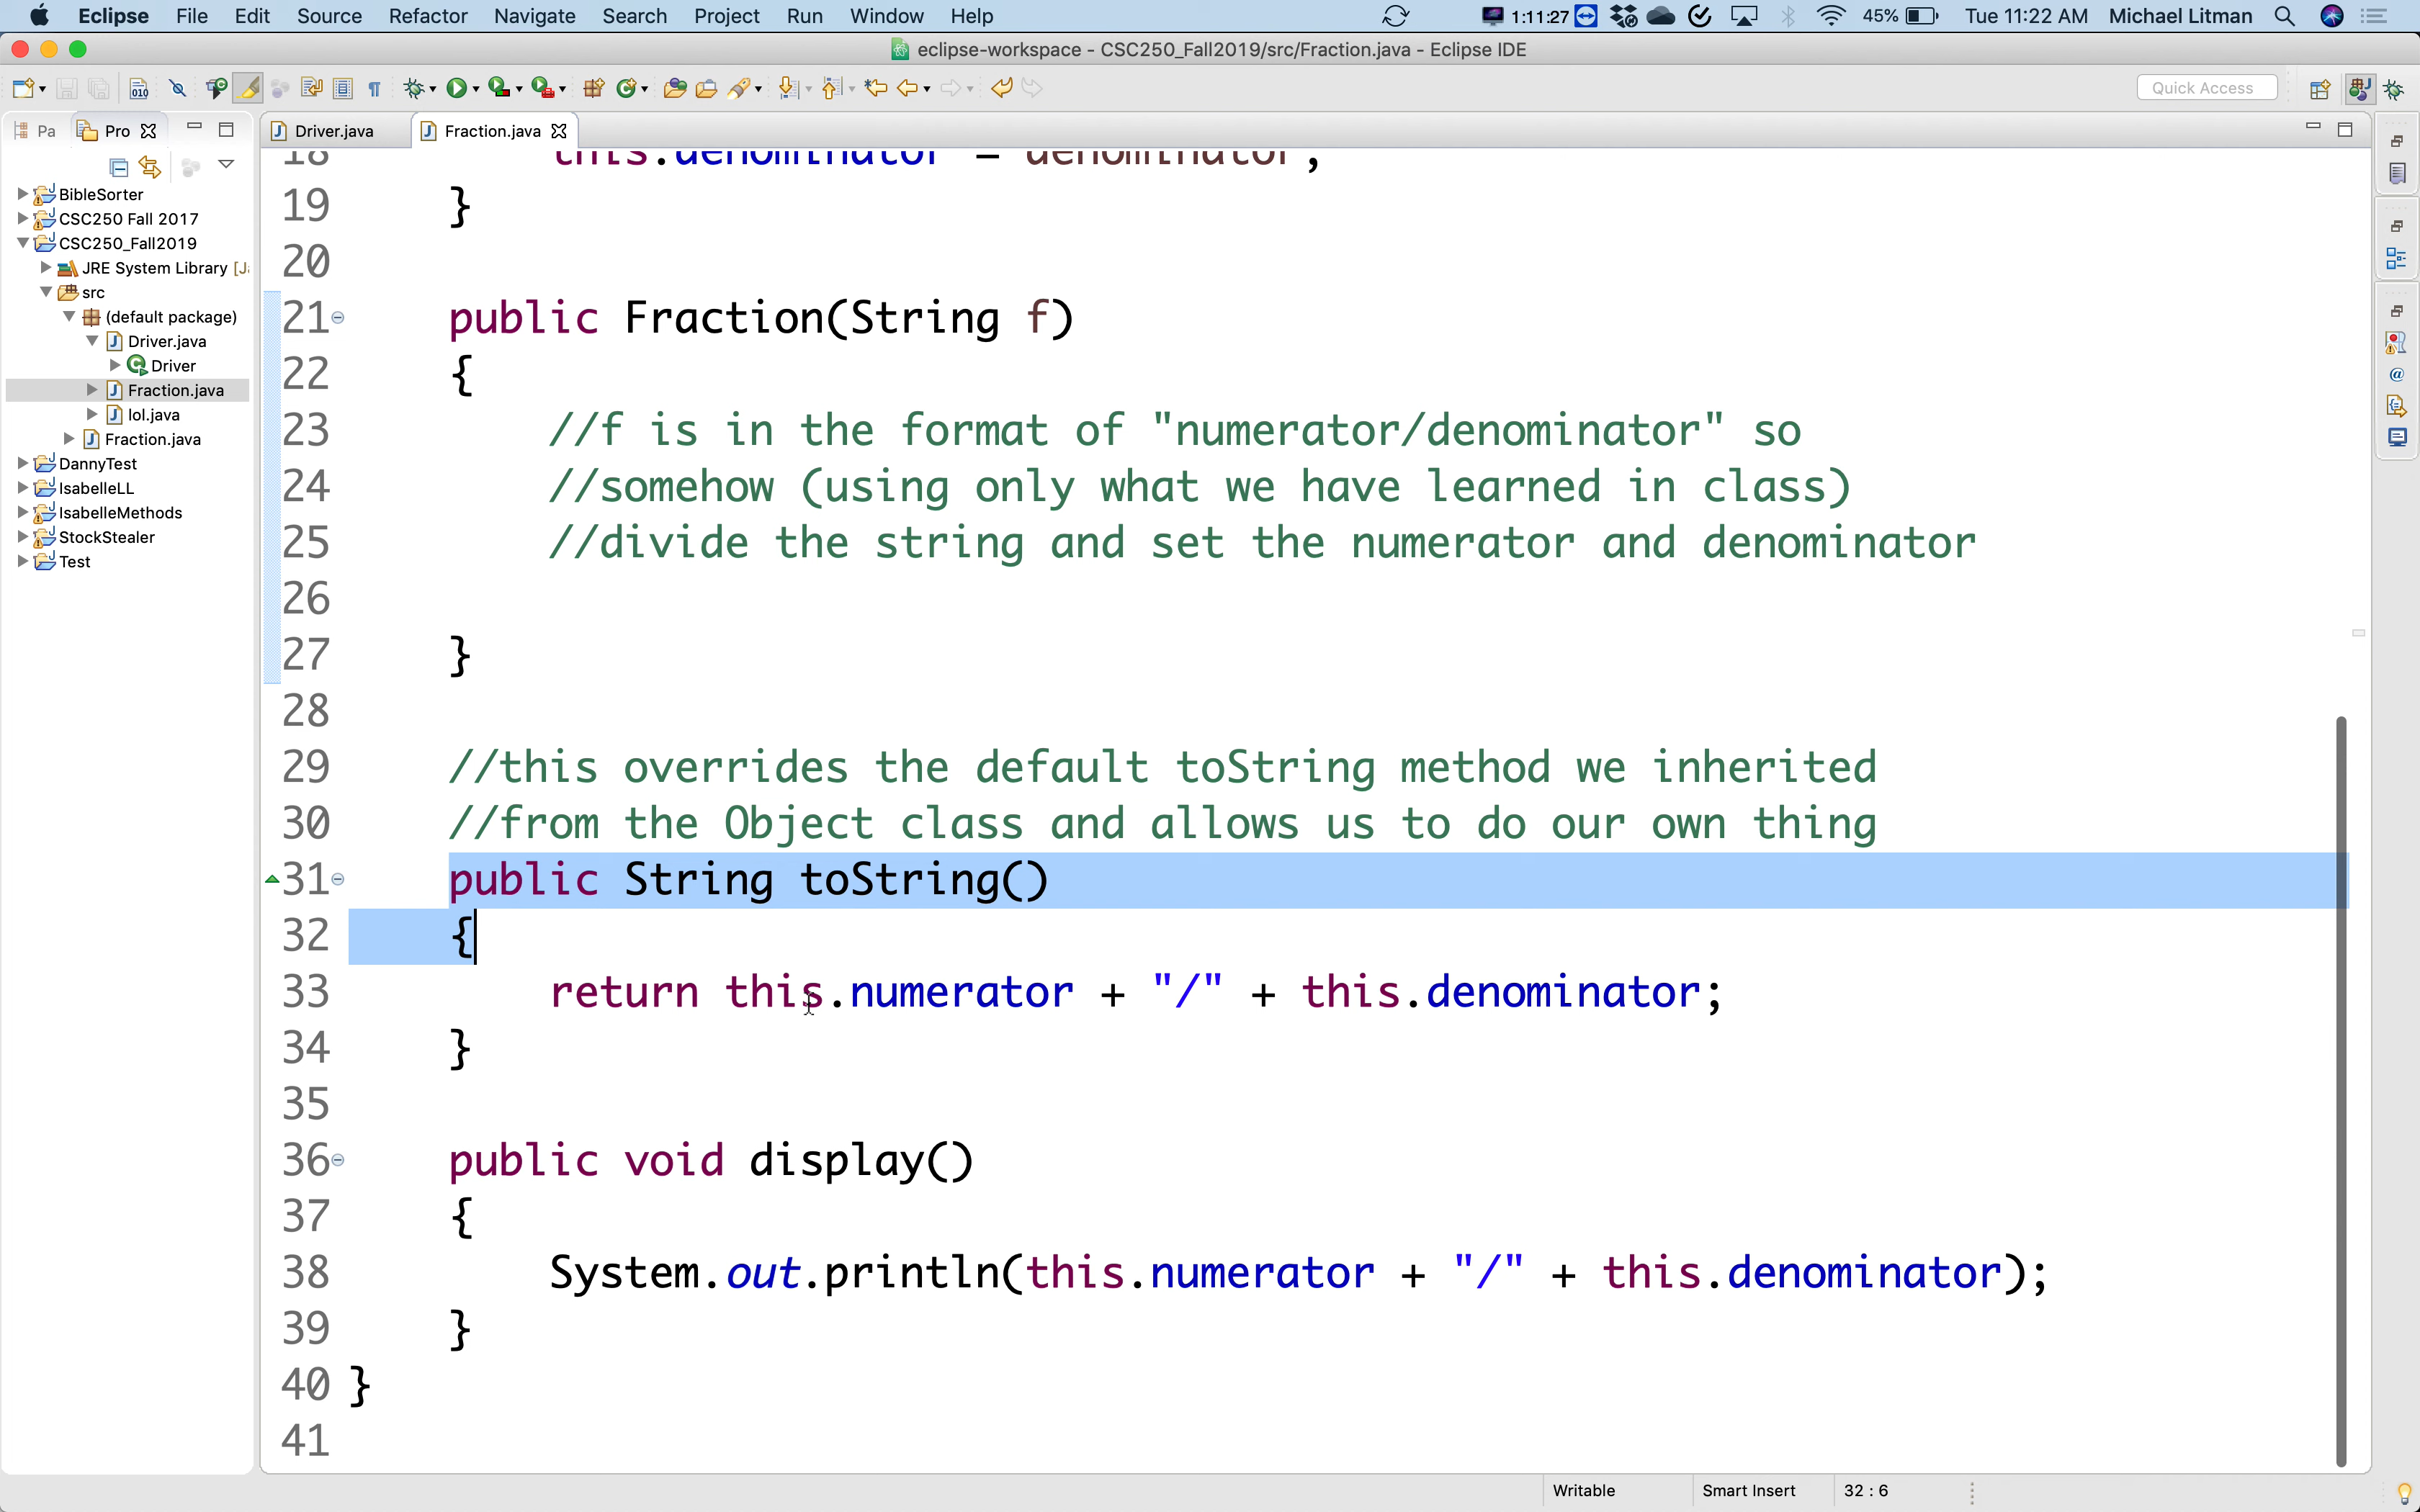 Eclipse File Edit Source Refactor Navigate Search Project Run Window Help 1:11:27 45% Tue 11:22 AM Michael Litman
eclipse-workspace - CSC250_Fall2019/src/Fraction.java - Eclipse IDE
Quick Access
Pa Pro Driver.java Fraction.java
BibleSorter
CSC250 Fall 2017
CSC250_Fall2019
JRE System Library [J
src
(default package)
Driver.java
Driver
Fraction.java
lol.java
Fraction.java
DannyTest
IsabelleLL
IsabelleMethods
StockStealer
Test
18 this.denominator = denominator;
19 }
20
21 public Fraction(String f)
22 {
23 //f is in the format of "numerator/denominator" so
24 //somehow (using only what we have learned in class)
25 //divide the string and set the numerator and denominator
26
27 }
28
29 //this overrides the default toString method we inherited
30 //from the Object class and allows us to do our own thing
31 public String toString()
32 {
33 return this.numerator + "/" + this.denominator;
34 }
35
36 public void display()
37 {
38 System.out.println(this.numerator + "/" + this.denominator);
39 }
40 }
41
Writable Smart Insert 32 : 6